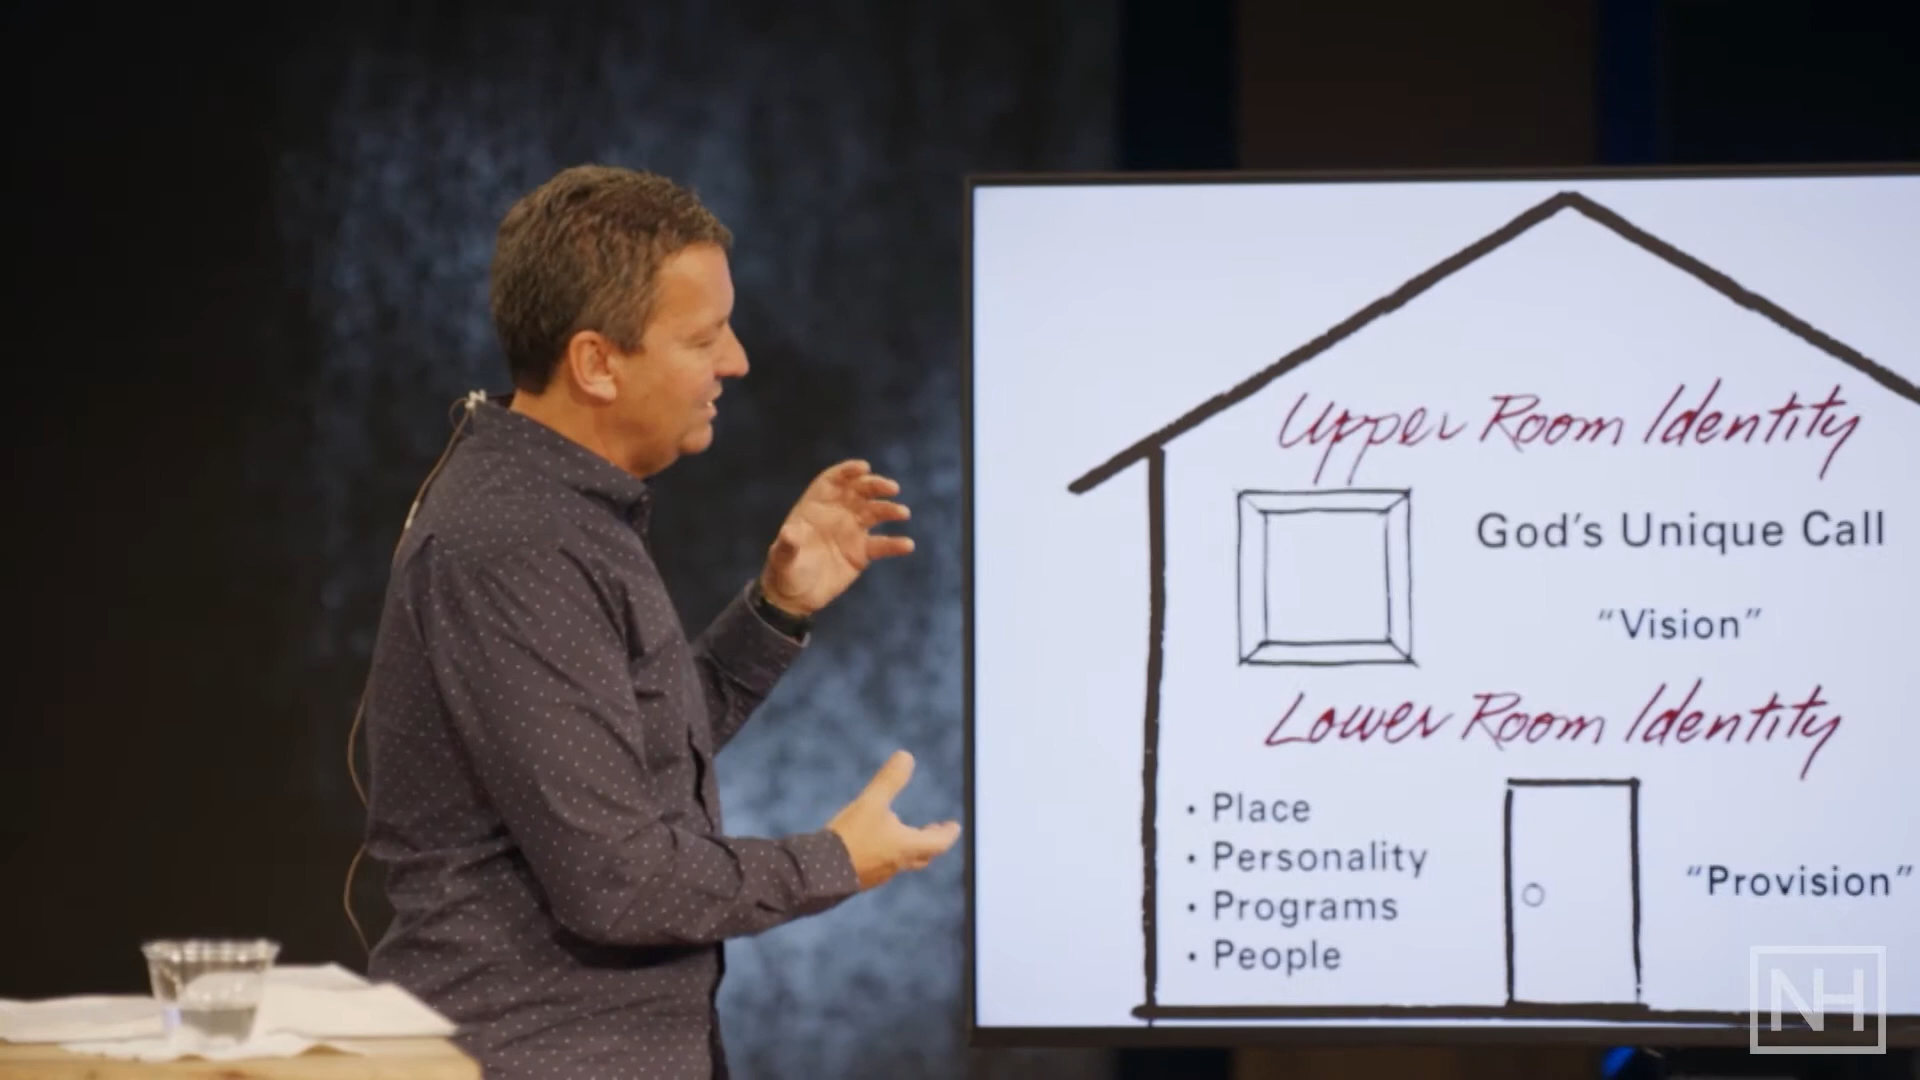 Upper Room Identity
God's Unique Call
"Vision"
Lower Room Identity
• Place
• Personality
• Programs
• People
"Provision"
NH